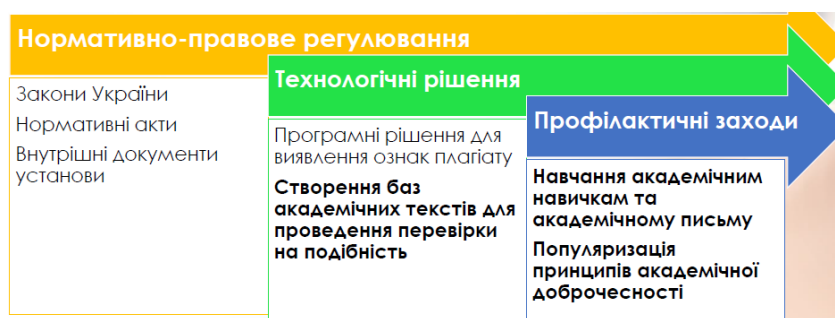 Нормативно-правове регулювання
Закони України
Нормативні акти
Внутрішні документи
установи
Технологічні рішення
Програмні рішення для
виявлення ознак плагіату
Створення баз
академічних текстів для
проведення перевірки
на подібність
Профілактичні заходи
Навчання академічним
навичкам та
академічному письму
Популяризація
принципів академічної
доброчесності